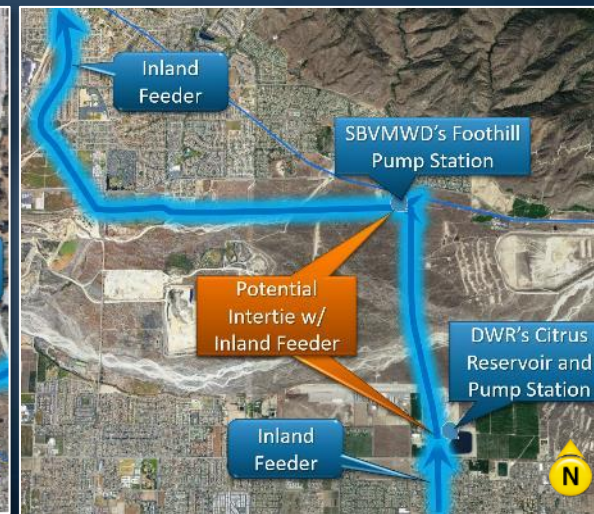 Inland
Feeder
SBVMWD's Foothill
Pump Station
Potential
Intertie w/
Inland Feeder
DWR's Citrus
Reservoir and
Pump Station
Inland
Feeder
N